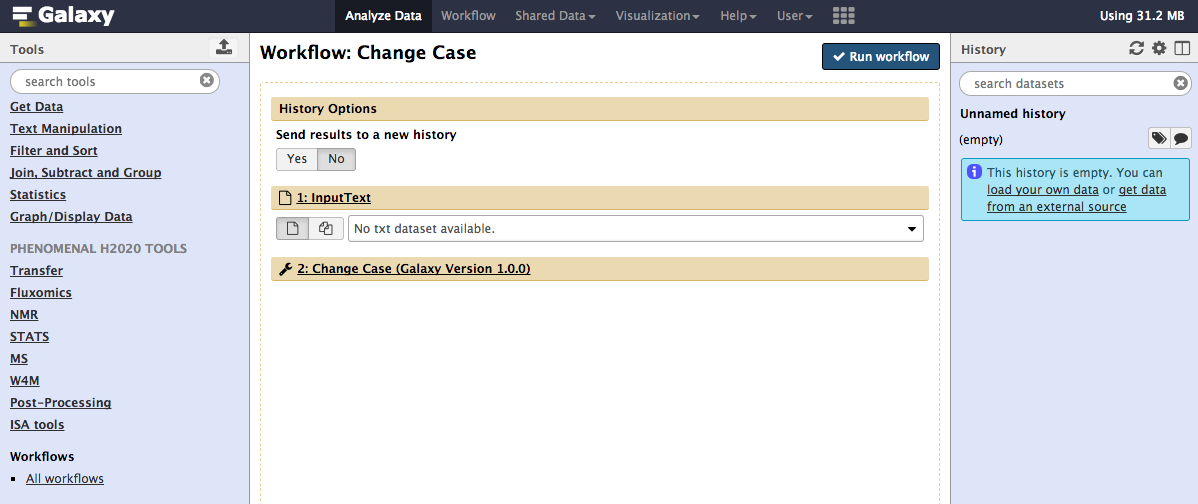 Galaxy
Analyze Data Workflow Shared Data Visualization Help User Using 31.2 MB
Tools
search tools
Get Data
Text Manipulation
Filter and Sort
Join, Subtract and Group
Statistics
Graph/Display Data
PHENOMENAL H2020 TOOLS
Transfer
Fluxomics
NMR
STATS
MS
W4M
Post-Processing
ISA tools
Workflows
All workflows
Workflow: Change Case
Run workflow
History Options
Send results to a new history
Yes No
1: InputText
No txt dataset available.
2: Change Case (Galaxy Version 1.0.0)
History
search datasets
Unnamed history
(empty)
This history is empty. You can
load your own data or get data
from an external source